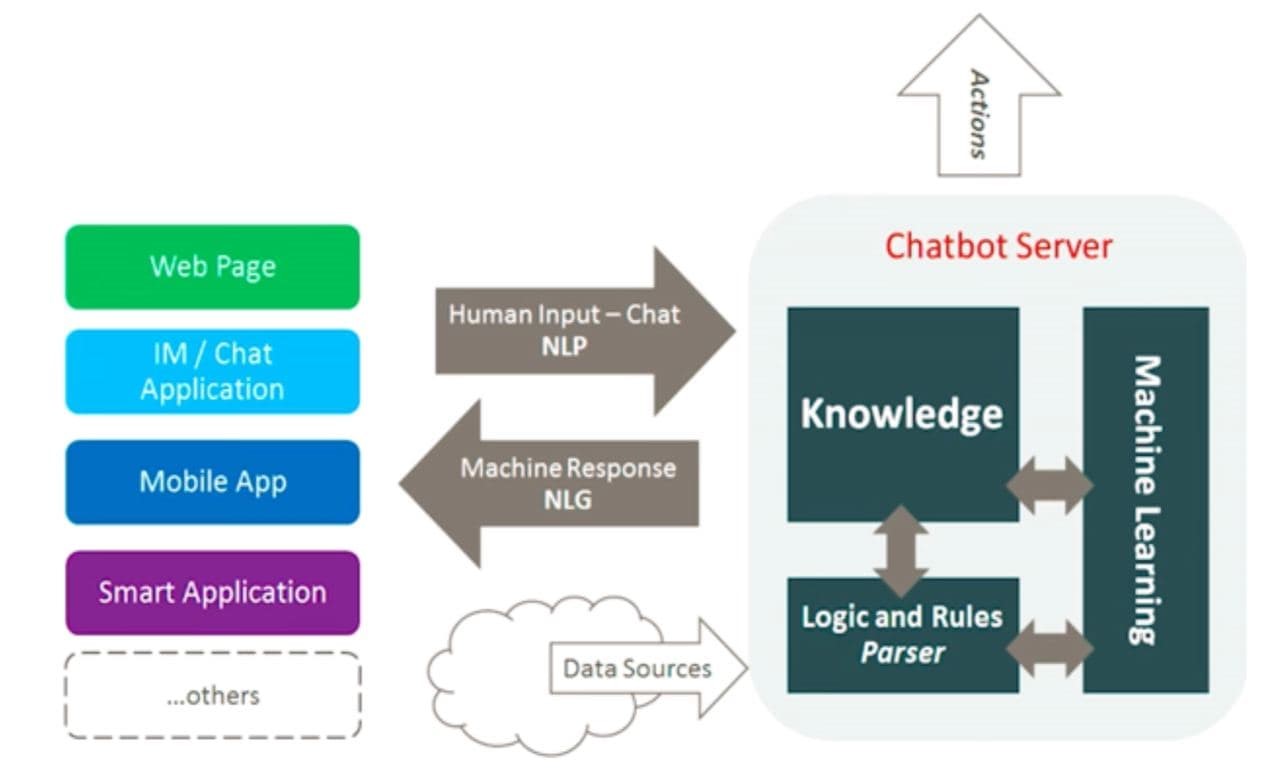 Actions
Chatbot Server
Web Page
IM / Chat
Application
Mobile App
Smart Application
...others
Human Input – Chat
NLP
Machine Response
NLG
Data Sources
Knowledge
Logic and Rules
Parser
Machine Learning